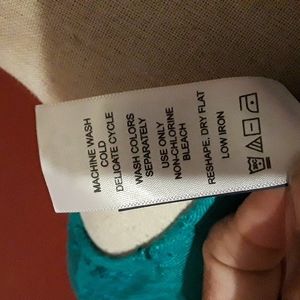 MACHINE WASH
COLD
DELICATE CYCLE
WASH COLORS
SEPARATELY
USE ONLY
NON-CHLORINE
BLEACH
RESHAPE, DRY FLAT
LOW IRON